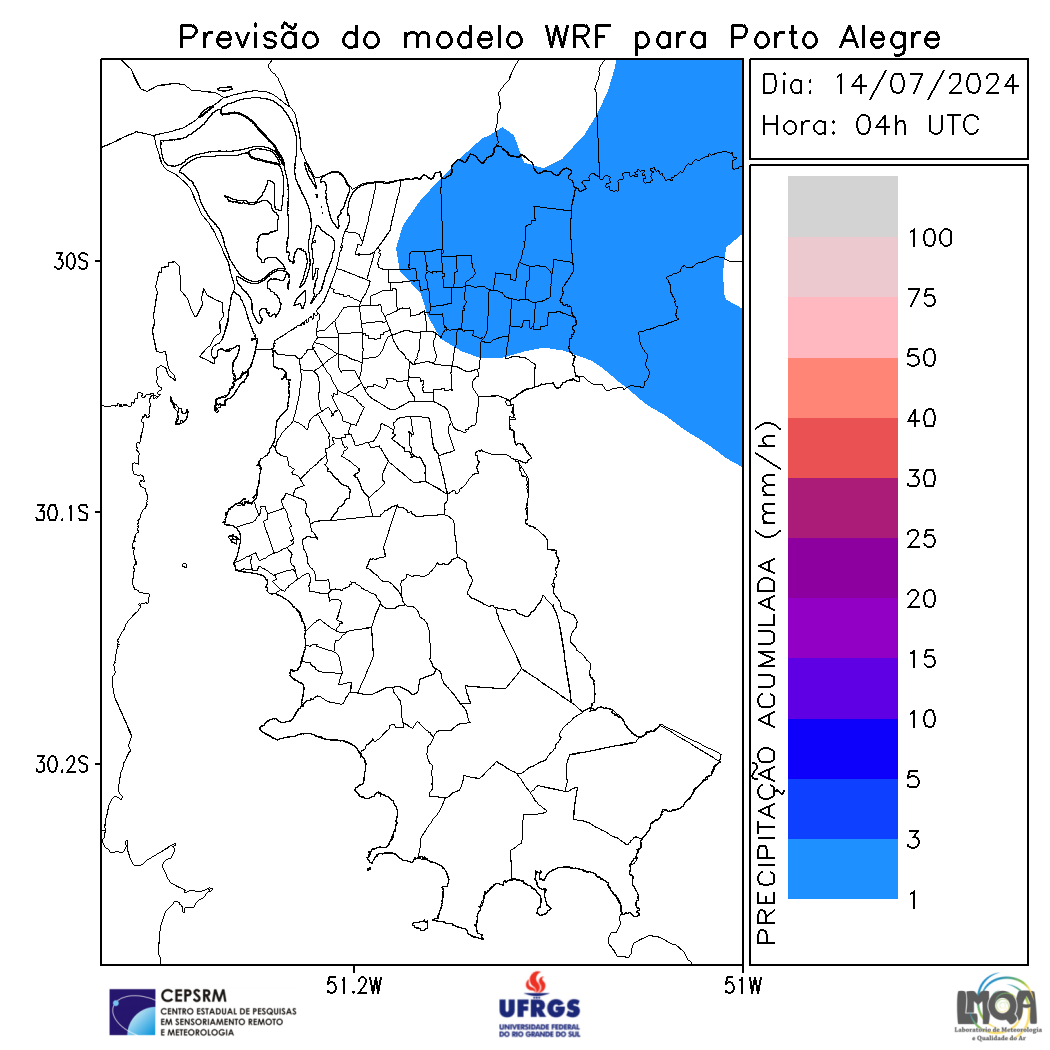 Previsão do modelo WRF para Porto Alegre
Dia: 14/07/2024
Hora: 04h UTC
30S
30.1S
30.2S
51.2W
51W
PRECIPITAÇÃO ACUMULADA (mm/h)
100
75
50
40
30
25
20
15
10
5
3
1
CEPSRM
CENTRO ESTADUAL DE PESQUISAS
EM SENSORIAMENTO REMOTO
E METEOROLOGIA
UFRGS
UNIVERSIDADE FEDERAL
DO RIO GRANDE DO SUL
LMQA
Laboratório de Meteorologia
e Qualidade do Ar